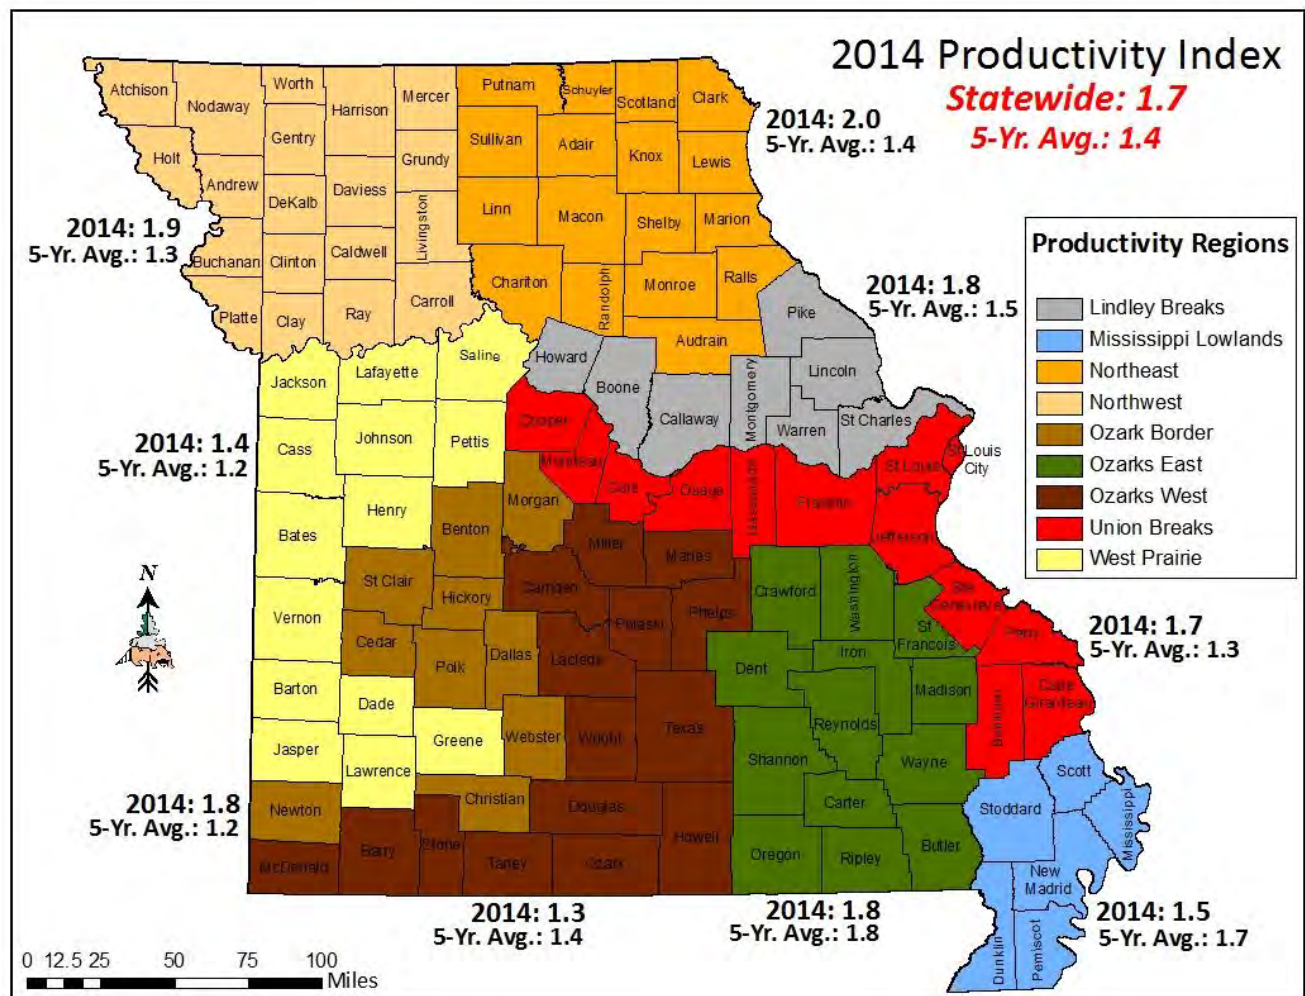 2014 Productivity Index
Statewide: 1.7
5-Yr. Avg.: 1.4
2014: 2.0
5-Yr. Avg.: 1.4
2014: 1.9
5-Yr. Avg.: 1.3
2014: 1.8
5-Yr. Avg.: 1.5
2014: 1.4
5-Yr. Avg.: 1.2
2014: 1.7
5-Yr. Avg.: 1.3
2014: 1.8
5-Yr. Avg.: 1.2
2014: 1.3
5-Yr. Avg.: 1.4
2014: 1.8
5-Yr. Avg.: 1.8
2014: 1.5
5-Yr. Avg.: 1.7
Productivity Regions
Lindley Breaks
Mississippi Lowlands
Northeast
Northwest
Ozark Border
Ozarks East
Ozarks West
Union Breaks
West Prairie
Atchison
Nodaway
Worth
Harrison
Mercer
Putnam
Schuyler
Scotland
Clark
Holt
Gentry
Grundy
Sullivan
Adair
Knox
Lewis
Andrew
DeKalb
Daviess
Livingston
Linn
Macon
Shelby
Marion
Buchanan
Clinton
Caldwell
Carroll
Chariton
Randolph
Monroe
Ralls
Pike
Platte
Clay
Ray
Audrain
Jackson
Lafayette
Saline
Howard
Boone
Callaway
Montgomery
Lincoln
Warren
St Charles
Cass
Johnson
Pettis
Cooper
Moniteau
Cole
Osage
Gasconade
Franklin
St Louis
St Louis
City
Jefferson
Bates
Henry
Benton
Morgan
Miller
Maries
Vernon
St Clair
Hickory
Camden
Pulaski
Phelps
Crawford
Washington
St
Francois
Ste
Genevieve
Perry
Cedar
Polk
Dallas
Laclede
Dent
Iron
Madison
Bollinger
Cape
Girardeau
Barton
Dade
Greene
Webster
Wright
Texas
Reynolds
Shannon
Wayne
Jasper
Lawrence
Christian
Douglas
Howell
Carter
Butler
Stoddard
Scott
Mississippi
Newton
McDonald
Barry
Stone
Taney
Ozark
Oregon
Ripley
New
Madrid
Dunklin
Pemiscot
N
0 12.5 25 50 75 100
Miles